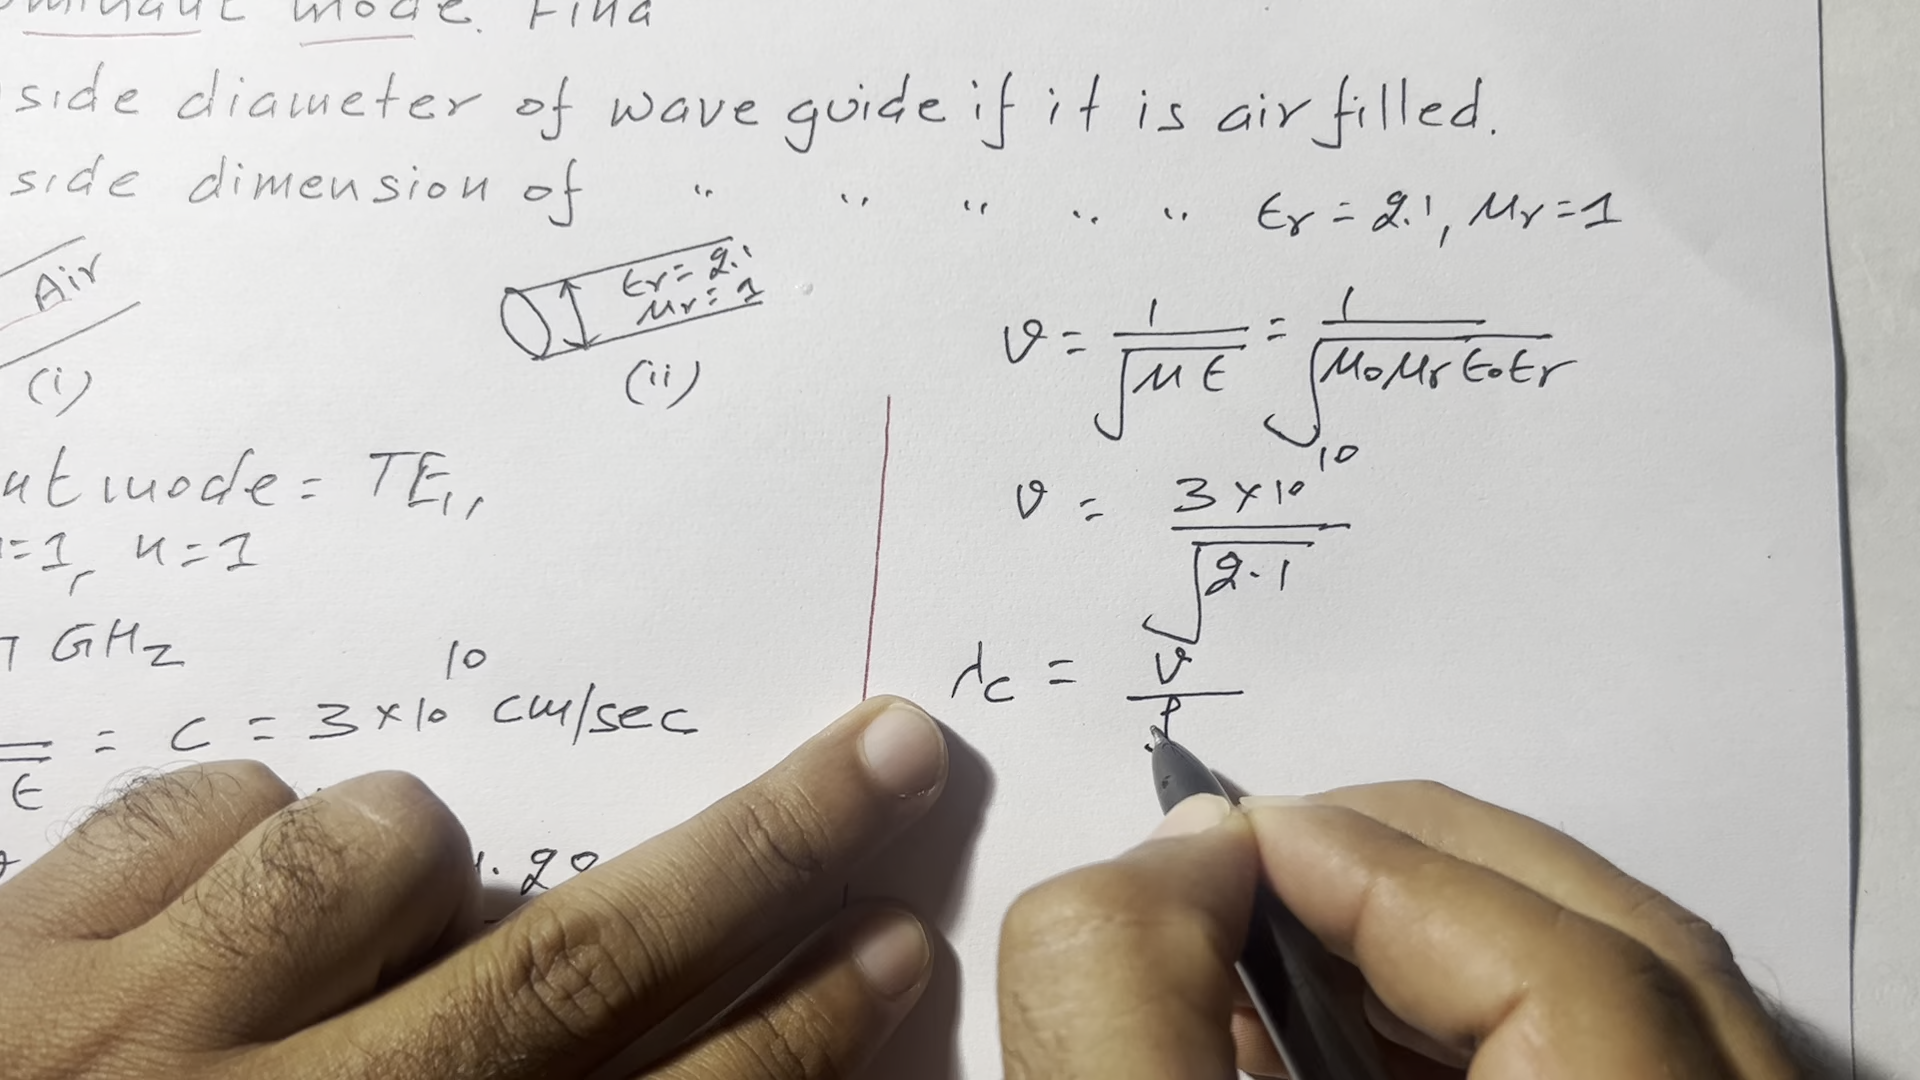 mode. Find
side diameter of wave guide if it is air filled.
side dimension of " " " " " εr = 2.1, μr = 1
Air
(i)
εr = 2.1
μr = 1
(ii)
v = 1/√με = 1/√μ0μrε0εr
mode = TE11
=1, n=1
v = 3×10^10/√2.1
GHz
= c = 3×10^10 cm/sec
ε
λc = v/f